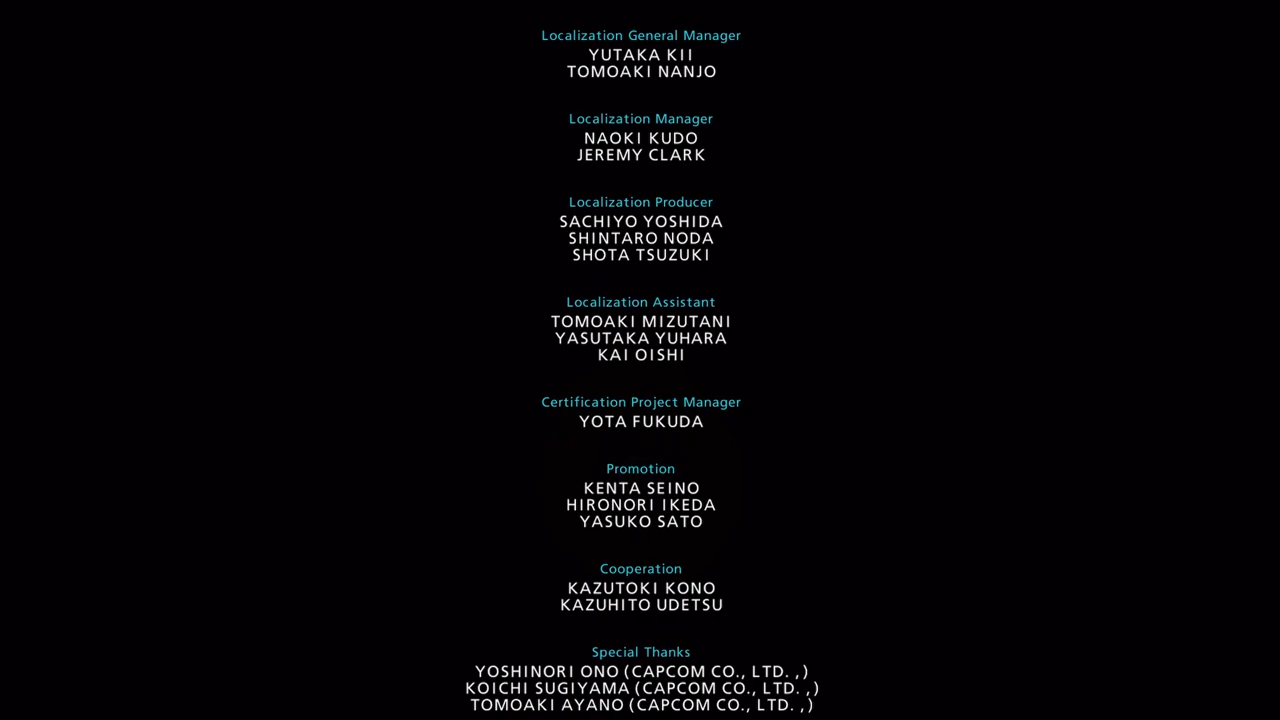 Localization General Manager
YUTAKA KII
TOMOAKI NANJO
Localization Manager
NAOKI KUDO
JEREMY CLARK
Localization Producer
SACHIYO YOSHIDA
SHINTARO NODA
SHOTA TSUZUKI
Localization Assistant
TOMOAKI MIZUTANI
YASUTAKA YUHARA
KAI OISHI
Certification Project Manager
YOTA FUKUDA
Promotion
KENTA SEINO
HIRONORI IKEDA
YASUKO SATO
Cooperation
KAZUTOKI KONO
KAZUHITO UDETSU
Special Thanks
YOSHINORI ONO (CAPCOM CO., LTD. ,)
KOICHI SUGIYAMA (CAPCOM CO., LTD. ,)
TOMOAKI AYANO (CAPCOM CO., LTD. ,)